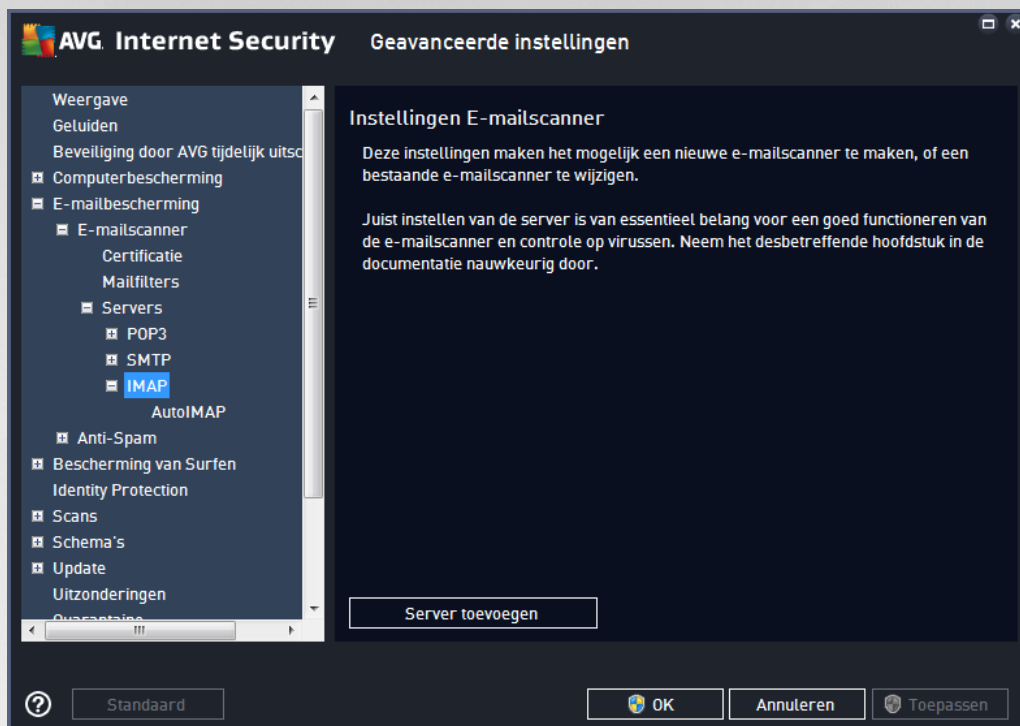 AVG. Internet Security Geavanceerde instellingen
Weergave
Geluiden
Beveiliging door AVG tijdelijk uitsc
Computerbescherming
E-mailbescherming
E-mailscanner
Certificatie
Mailfilters
Servers
POP3
SMTP
IMAP
AutoIMAP
Anti-Spam
Bescherming van Surfen
Identity Protection
Scans
Schema's
Update
Uitzonderingen
Quarantaine
Instellingen E-mailscanner
Deze instellingen maken het mogelijk een nieuwe e-mailscanner te maken, of een
bestaande e-mailscanner te wijzigen.
Juist instellen van de server is van essentieel belang voor een goed functioneren van
de e-mailscanner en controle op virussen. Neem het desbetreffende hoofdstuk in de
documentatie nauwkeurig door.
Server toevoegen
? Standaard OK Annuleren Toepassen